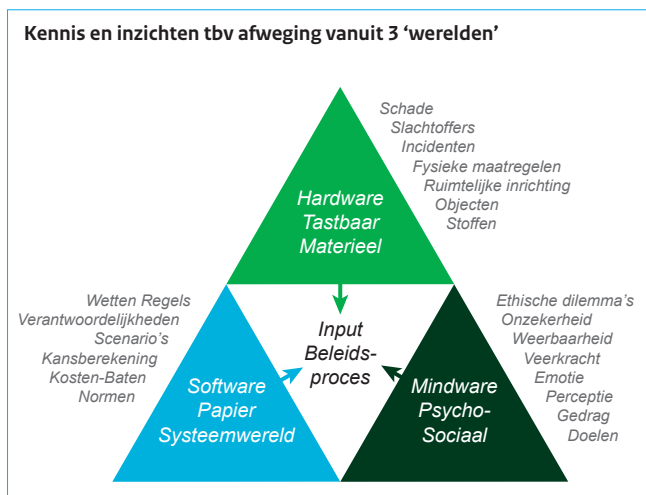 Kennis en inzichten tbv afweging vanuit 3 ‘werelden’
Schade
Slachtoffers
Incidenten
Fysieke maatregelen
Ruimtelijke inrichting
Objecten
Stoffen
Hardware
Tastbaar
Materieel
Wetten Regels
Verantwoordelijkheden
Scenario’s
Kansberekening
Kosten-Baten
Normen
Input
Beleids-
proces
Software
Papier
Systeemwereld
Mindware
Psycho-
Sociaal
Ethische dilemma’s
Onzekerheid
Weerbaarheid
Veerkracht
Emotie
Perceptie
Gedrag
Doelen